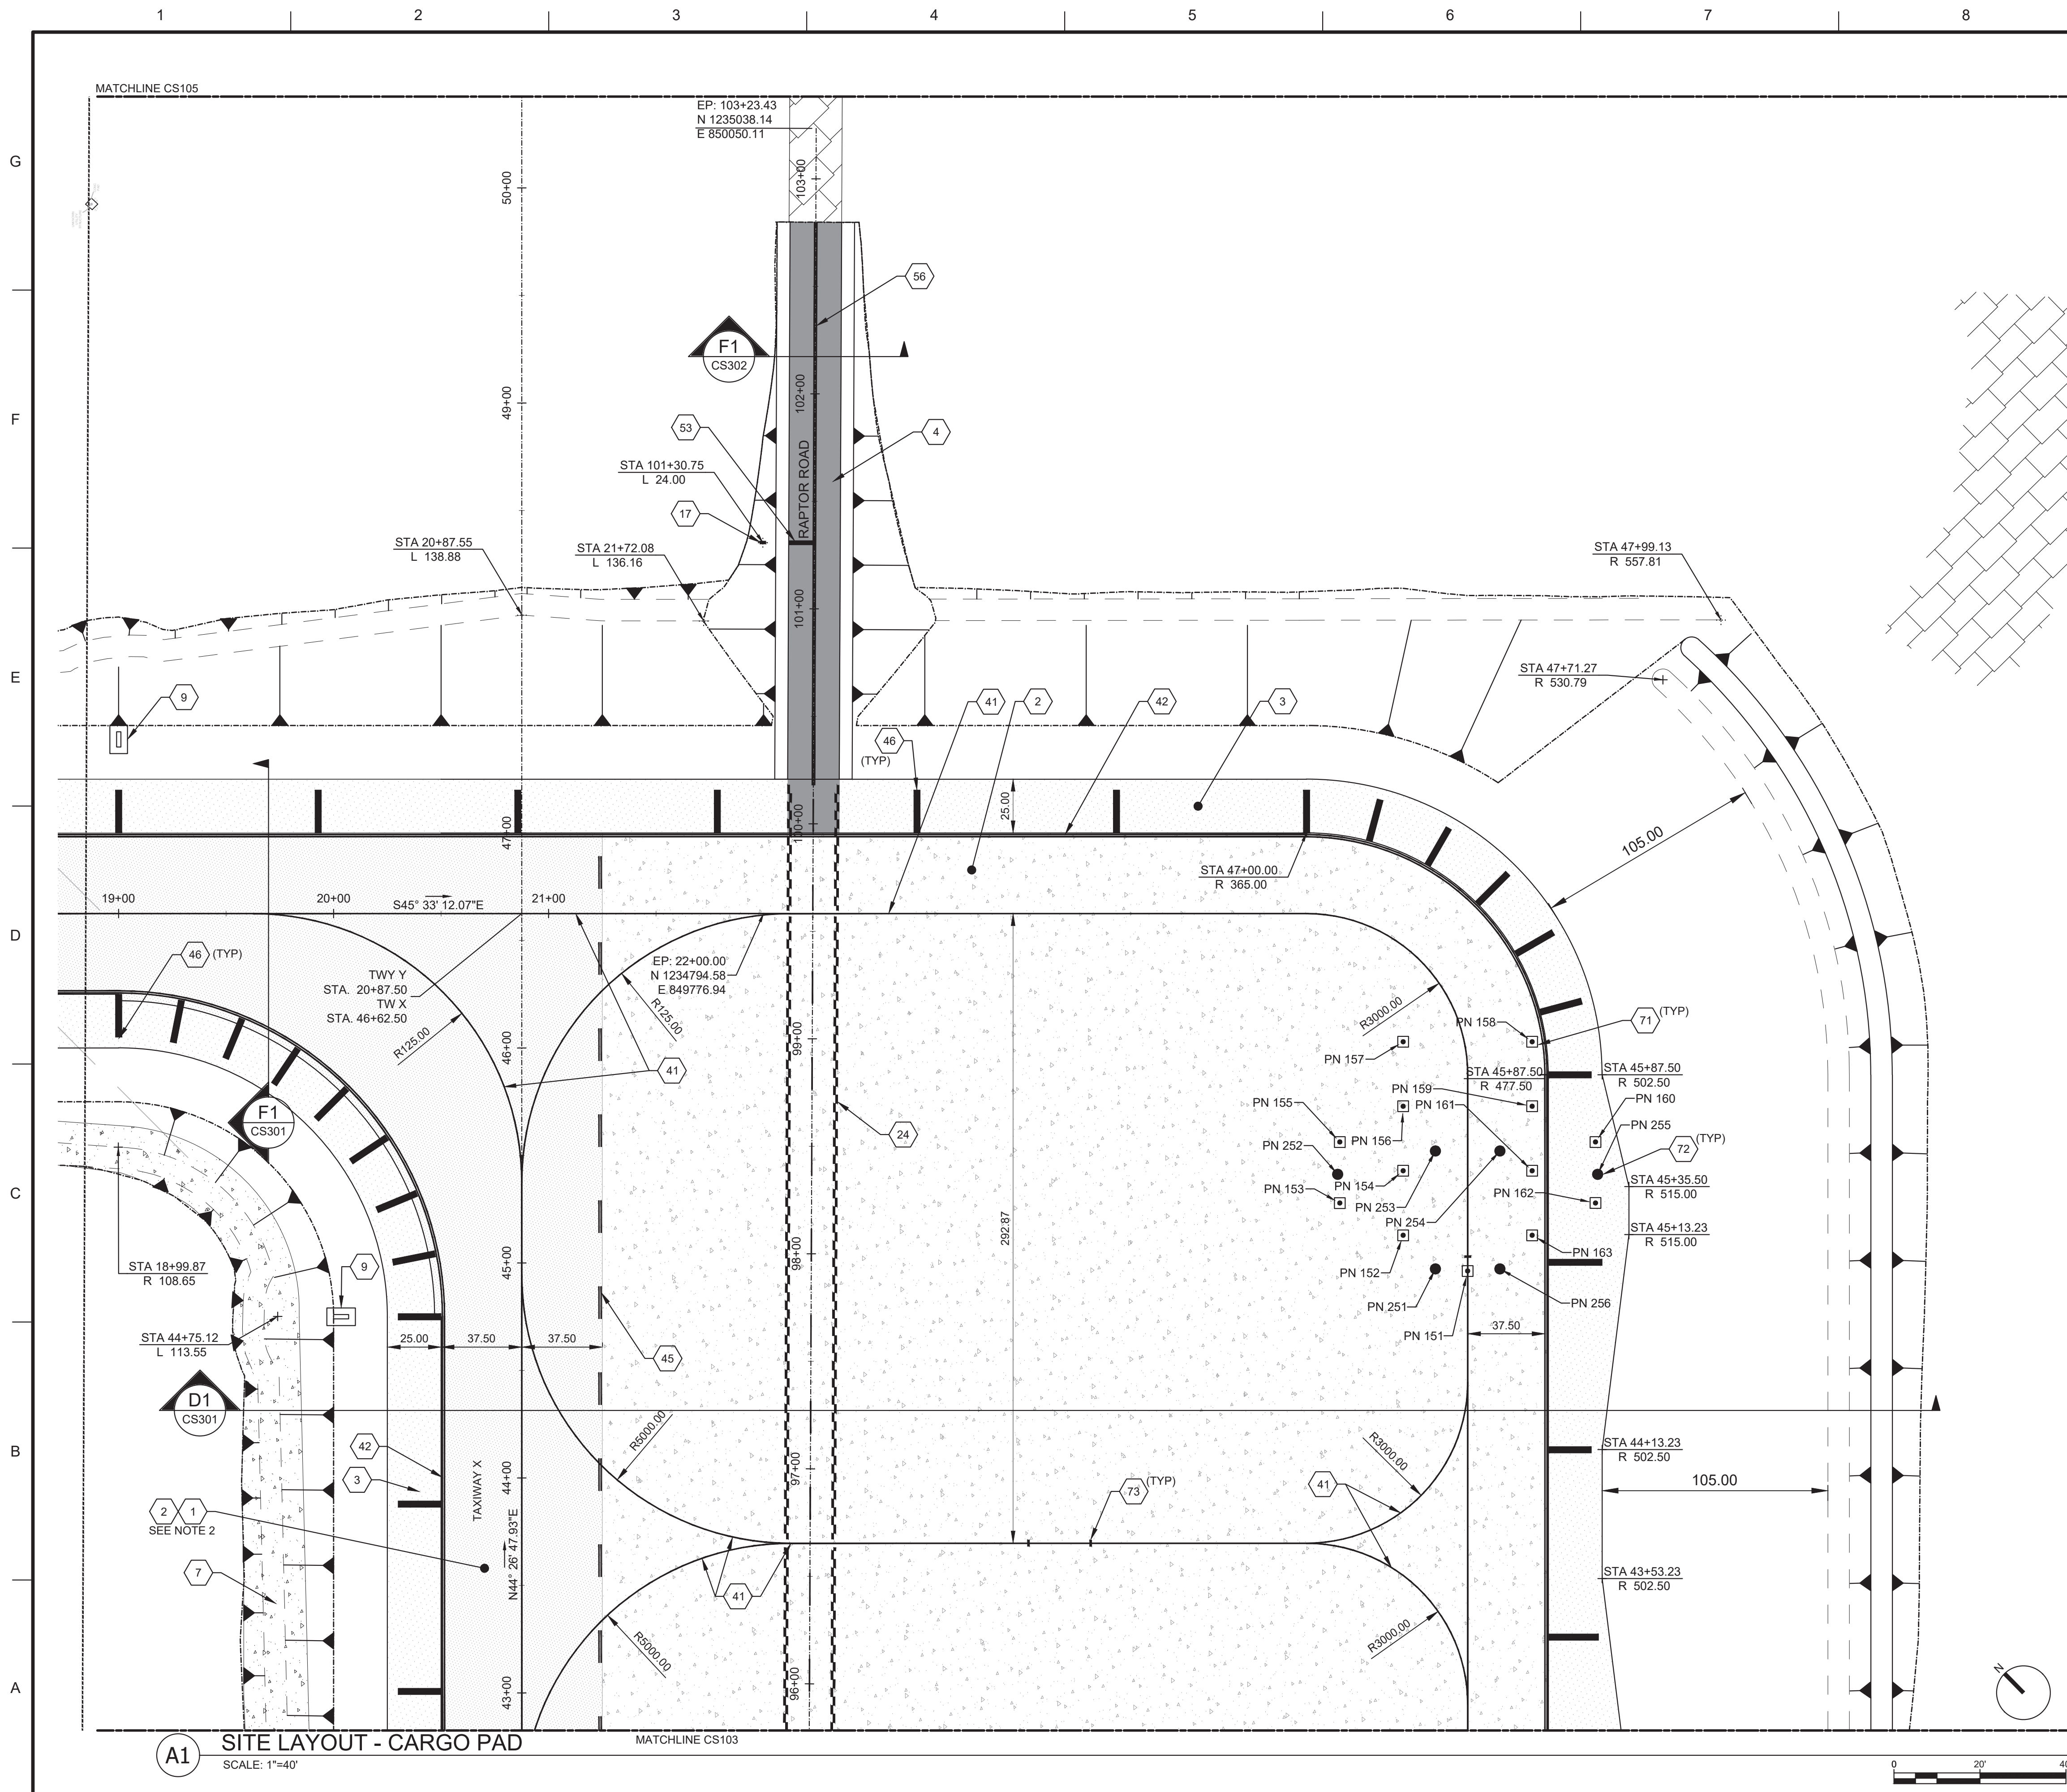 1
2
3
4
5
6
7
8
G
F
E
D
C
B
A
MATCHLINE CS105
EP: 103+23.43
N 1235038.14
E 850050.11
103+00
50+00
56
F1
CS302
49+00
102+00
53
4
STA 101+30.75
L 24.00
RAPTOR ROAD
17
STA 20+87.55
L 138.88
STA 21+72.08
L 136.16
STA 47+99.13
R 557.81
101+00
STA 47+71.27
R 530.79
9
41
2
42
3
46
(TYP)
25.00
47+00
100+00
105.00
STA 47+00.00
R 365.00
19+00
20+00
S45° 33' 12.07"E
21+00
46 (TYP)
EP: 22+00.00
N 1234794.58
E 849776.94
TWY Y
STA. 20+87.50
TW X
STA. 46+62.50
R125.00
R125.00
R3000.00
PN 158
71 (TYP)
46+00
99+00
PN 157
41
STA 45+87.50
R 477.50
STA 45+87.50
R 502.50
PN 159
PN 160
PN 155
PN 161
F1
CS301
24
PN 156
PN 255
PN 252
72 (TYP)
PN 154
PN 153
STA 45+35.50
R 515.00
PN 162
PN 253
PN 254
292.87
STA 45+13.23
R 515.00
45+00
98+00
PN 163
STA 18+99.87
R 108.65
9
PN 152
PN 251
PN 256
STA 44+75.12
L 113.55
25.00
37.50
37.50
PN 151
37.50
45
D1
CS301
R5000.00
R3000.00
42
STA 44+13.23
R 502.50
3
TAXIWAY X
44+00
97+00
73 (TYP)
41
105.00
2
1
SEE NOTE 2
N44° 26' 47.93"E
7
41
STA 43+53.23
R 502.50
R5000.00
R3000.00
43+00
96+00
N
A1
SITE LAYOUT - CARGO PAD
SCALE: 1"=40'
MATCHLINE CS103
0
20'